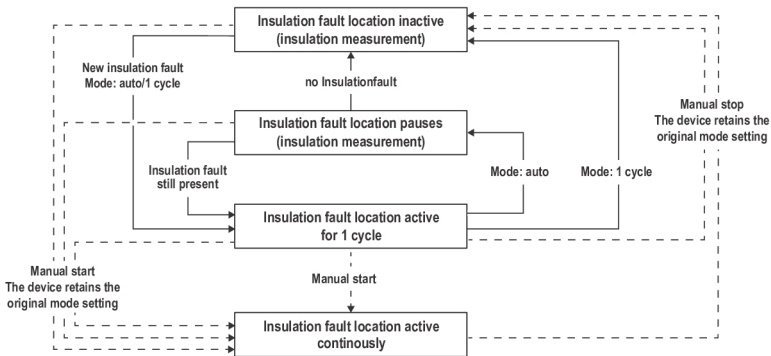 Insulation fault location inactive
(insulation measurement)
New insulation fault
Mode: auto/1 cycle
no Insulationfault
Manual stop
The device retains the
original mode setting
Insulation fault location pauses
(insulation measurement)
Insulation fault
still present
Mode: auto
Mode: 1 cycle
Insulation fault location active
for 1 cycle
Manual start
The device retains the
original mode setting
Manual start
Insulation fault location active
continously